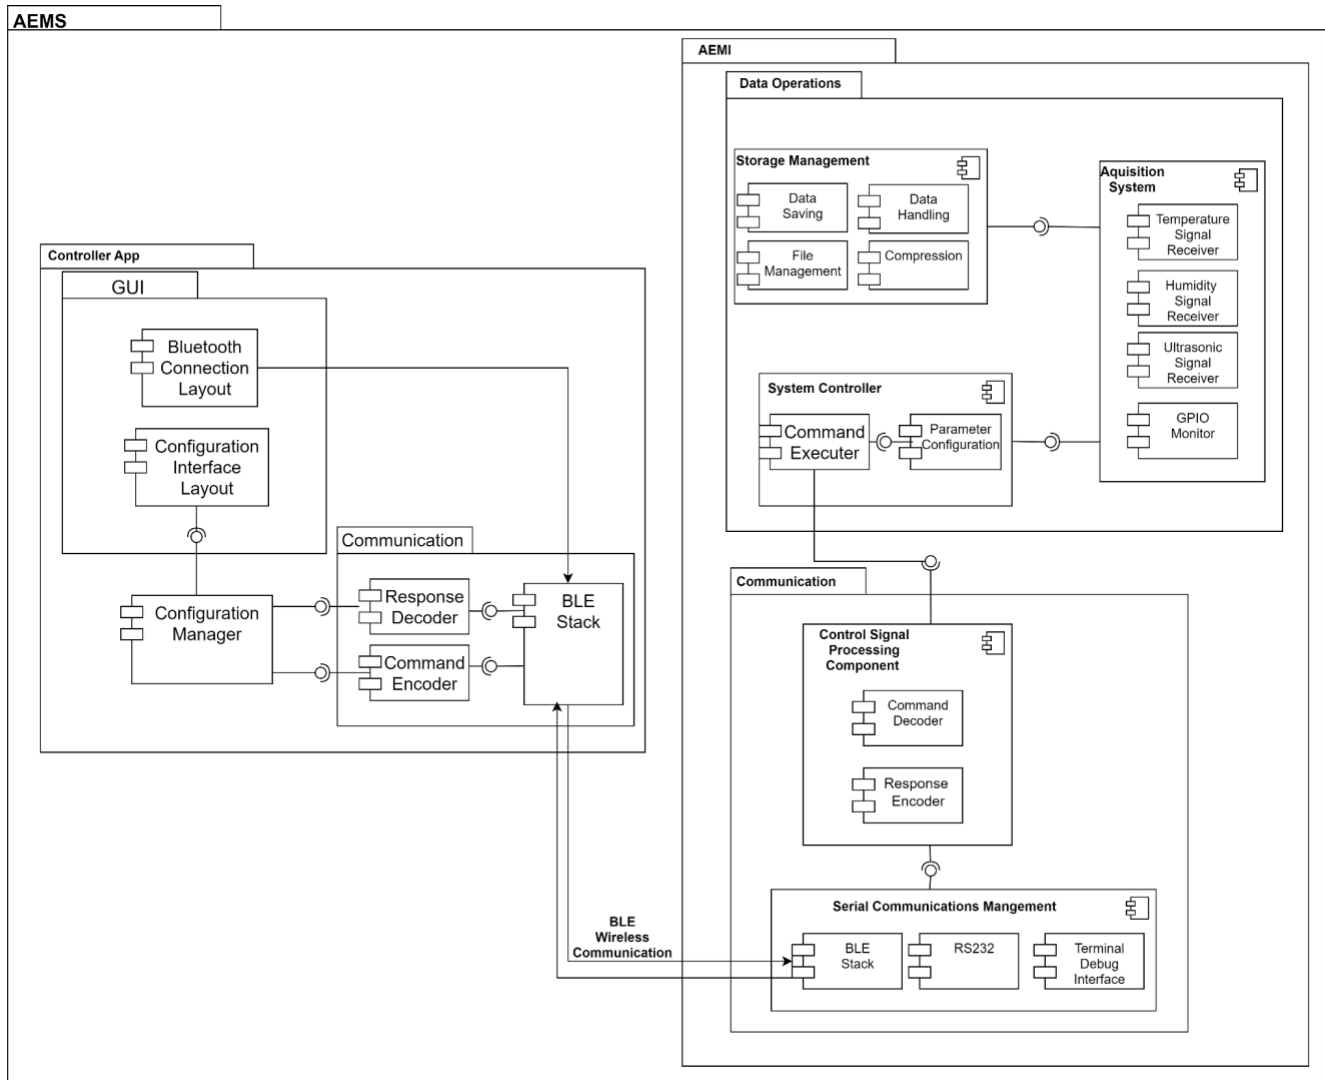 AEMS
AEMI
Data Operations
Storage Management
Data
Saving
Data
Handling
File
Management
Compression
Aquisition
System
Temperature
Signal
Receiver
Humidity
Signal
Receiver
Ultrasonic
Signal
Receiver
GPIO
Monitor
System Controller
Command
Executer
Parameter
Configuration
Controller App
GUI
Bluetooth
Connection
Layout
Configuration
Interface
Layout
Configuration
Manager
Communication
Response
Decoder
Command
Encoder
BLE
Stack
Communication
Control Signal
Processing
Component
Command
Decoder
Response
Encoder
BLE
Wireless
Communication
Serial Communications Mangement
BLE
Stack
RS232
Terminal
Debug
Interface